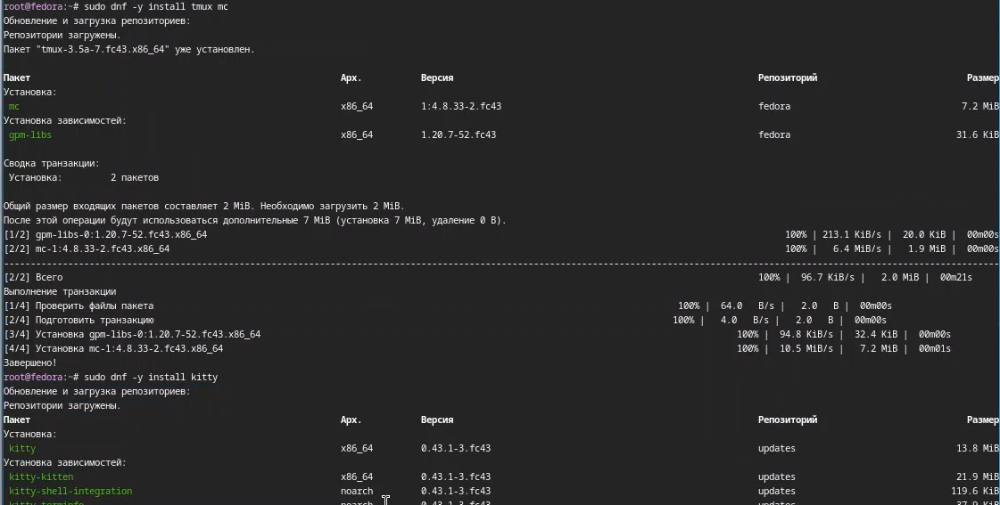 root@fedora:~# sudo dnf -y install tmux mc
Обновление и загрузка репозиториев:
Репозитории загружены.
Пакет "tmux-3.5a-7.fc43.x86_64" уже установлен.
Пакет Арх. Версия Репозиторий Размер
Установка:
mc x86_64 1:4.8.33-2.fc43 fedora 7.2 MiB
Установка зависимостей:
gpm-libs x86_64 1.20.7-52.fc43 fedora 31.6 KiB
Сводка транзакции:
Установка: 2 пакетов
Общий размер входящих пакетов составляет 2 MiB. Необходимо загрузить 2 MiB.
После этой операции будут использоваться дополнительные 7 MiB (установка 7 MiB, удаление 0 B).
[1/2] gpm-libs-0:1.20.7-52.fc43.x86_64 100% | 213.1 KiB/s | 20.0 KiB | 00m00s
[2/2] mc-1:4.8.33-2.fc43.x86_64 100% | 6.4 MiB/s | 1.9 MiB | 00m00s
[2/2] Всего 100% | 96.7 KiB/s | 2.0 MiB | 00m21s
Выполнение транзакции
[1/4] Проверить файлы пакета 100% | 64.0 B/s | 2.0 B | 00m00s
[2/4] Подготовить транзакцию 100% | 4.0 B/s | 2.0 B | 00m00s
[3/4] Установка gpm-libs-0:1.20.7-52.fc43.x86_64 100% | 94.8 KiB/s | 32.4 KiB | 00m00s
[4/4] Установка mc-1:4.8.33-2.fc43.x86_64 100% | 10.5 MiB/s | 7.2 MiB | 00m01s
Завершено!
root@fedora:~# sudo dnf -y install kitty
Обновление и загрузка репозиториев:
Репозитории загружены.
Пакет Арх. Версия Репозиторий Размер
Установка:
kitty x86_64 0.43.1-3.fc43 updates 13.8 MiB
Установка зависимостей:
kitty-kitten x86_64 0.43.1-3.fc43 updates 21.9 MiB
kitty-shell-integration noarch 0.43.1-3.fc43 updates 119.6 KiB
kitty-terminfo noarch 0.43.1-3.fc43 updates 37.9 KiB